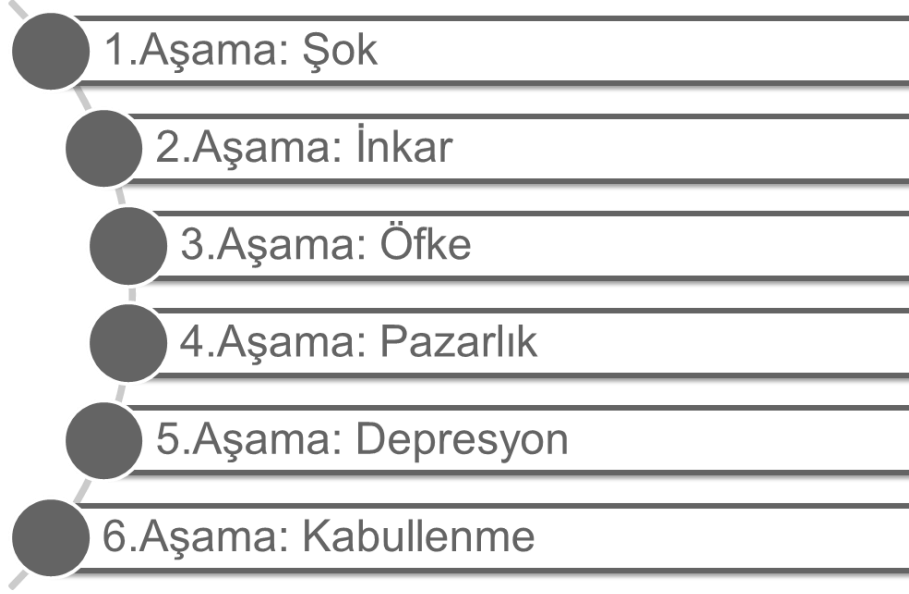 1.Aşama: Şok
2.Aşama: İnkar
3.Aşama: Öfke
4.Aşama: Pazarlık
5.Aşama: Depresyon
6.Aşama: Kabullenme